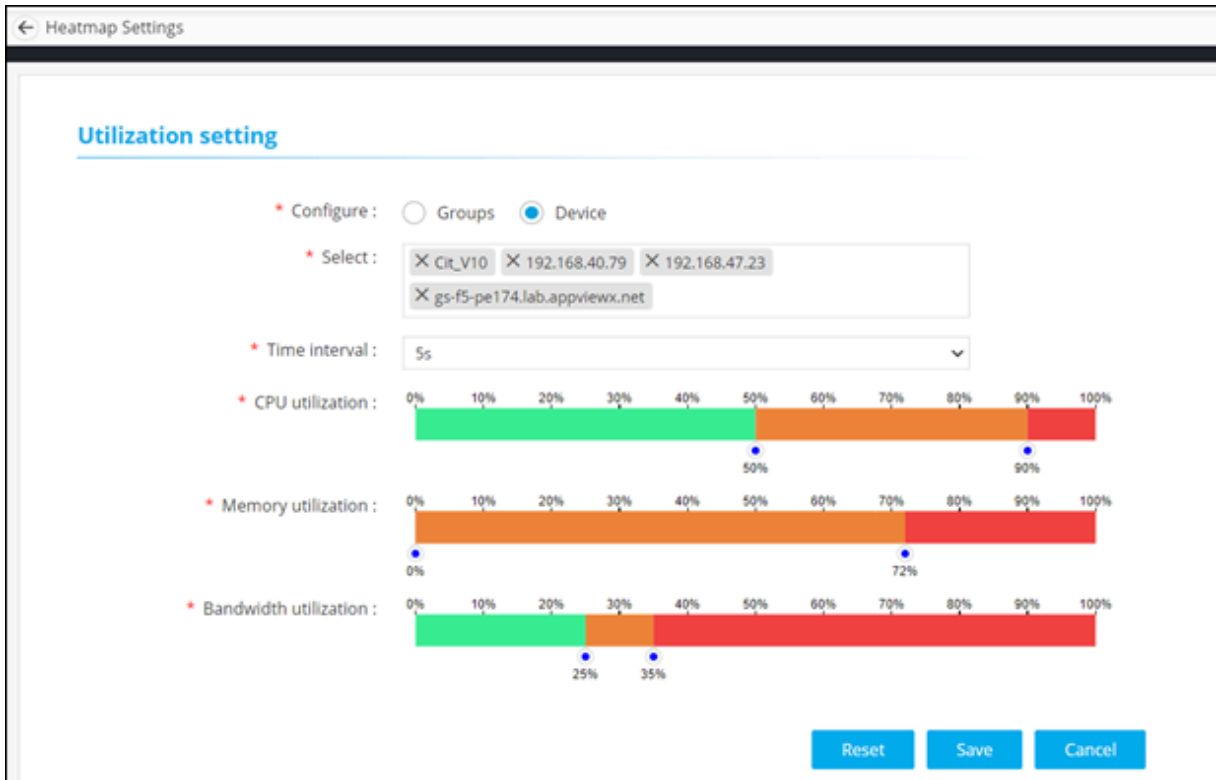 Heatmap Settings
Utilization setting
* Configure : Groups Device
* Select : Cit_V10 192.168.40.79 192.168.47.23
gs-f5-pe174.lab.appviewx.net
* Time interval : 5s
* CPU utilization : 0% 10% 20% 30% 40% 50% 60% 70% 80% 90% 100%
50% 90%
* Memory utilization : 0% 10% 20% 30% 40% 50% 60% 70% 80% 90% 100%
0% 72%
* Bandwidth utilization : 0% 10% 20% 30% 40% 50% 60% 70% 80% 90% 100%
25% 35%
Reset Save Cancel